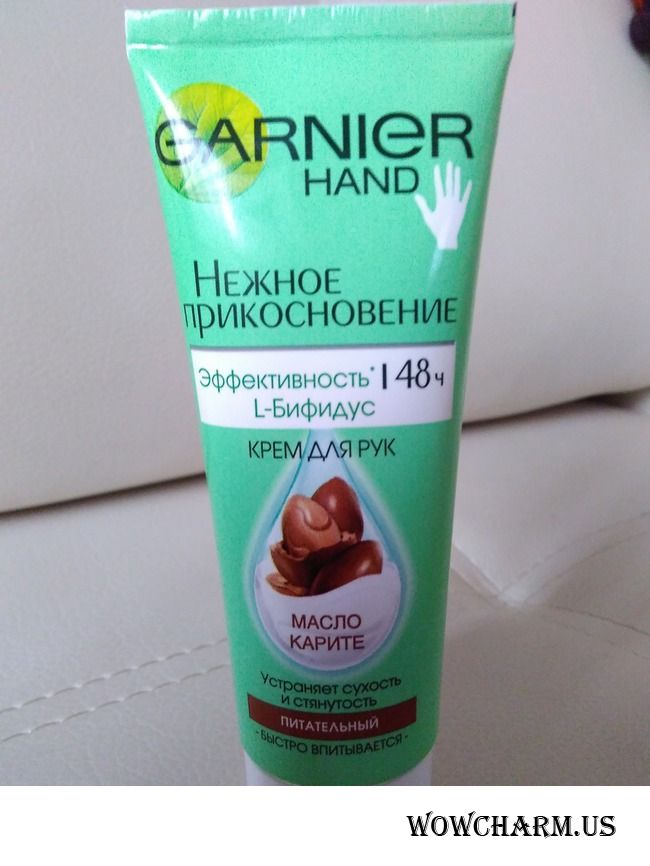 GARNIER
HAND
НЕЖНОЕ
ПРИКОСНОВЕНИЕ
Эффективность* | 48ч
L-Бифидус
КРЕМ ДЛЯ РУК
МАСЛО
КАРИТЕ
Устраняет сухость
и стянутость
ПИТАТЕЛЬНЫЙ
- БЫСТРО ВПИТЫВАЕТСЯ -
WOWCHARM.US